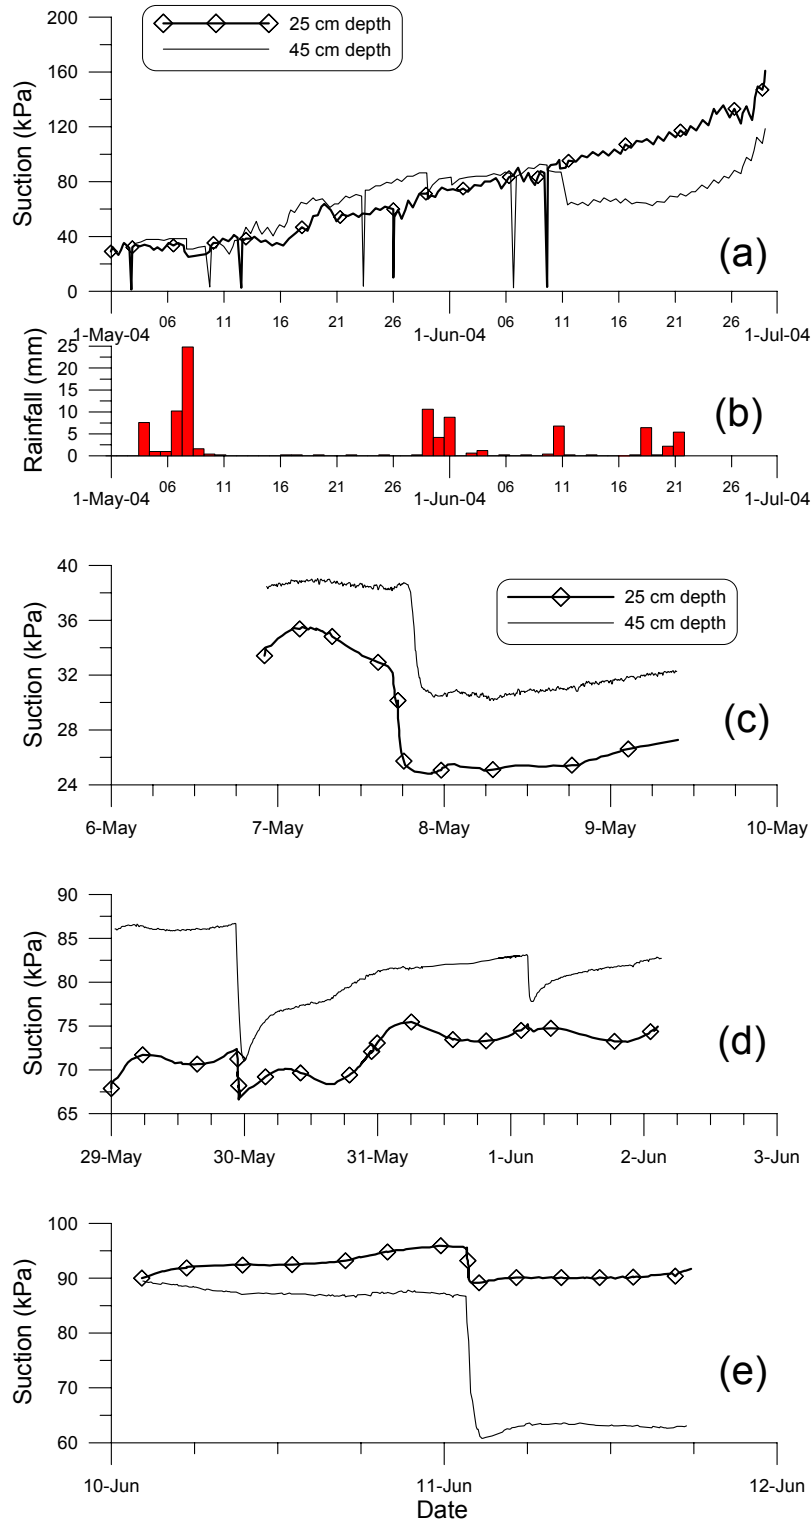 200
25 cm depth
45 cm depth
160
120
80
40
0
Suction (kPa)
(a)
06 11 16 21 26 06 11 16 21 26
1-May-04 1-Jun-04 1-Jul-04
25
20
15
10
5
0
Rainfall (mm)
(b)
06 11 16 21 26 06 11 16 21 26
1-May-04 1-Jun-04 1-Jul-04
40
36
32
28
24
Suction (kPa)
25 cm depth
45 cm depth
(c)
6-May 7-May 8-May 9-May 10-May
90
85
80
75
70
65
Suction (kPa)
(d)
29-May 30-May 31-May 1-Jun 2-Jun 3-Jun
100
90
80
70
60
Suction (kPa)
(e)
10-Jun 11-Jun 12-Jun
Date